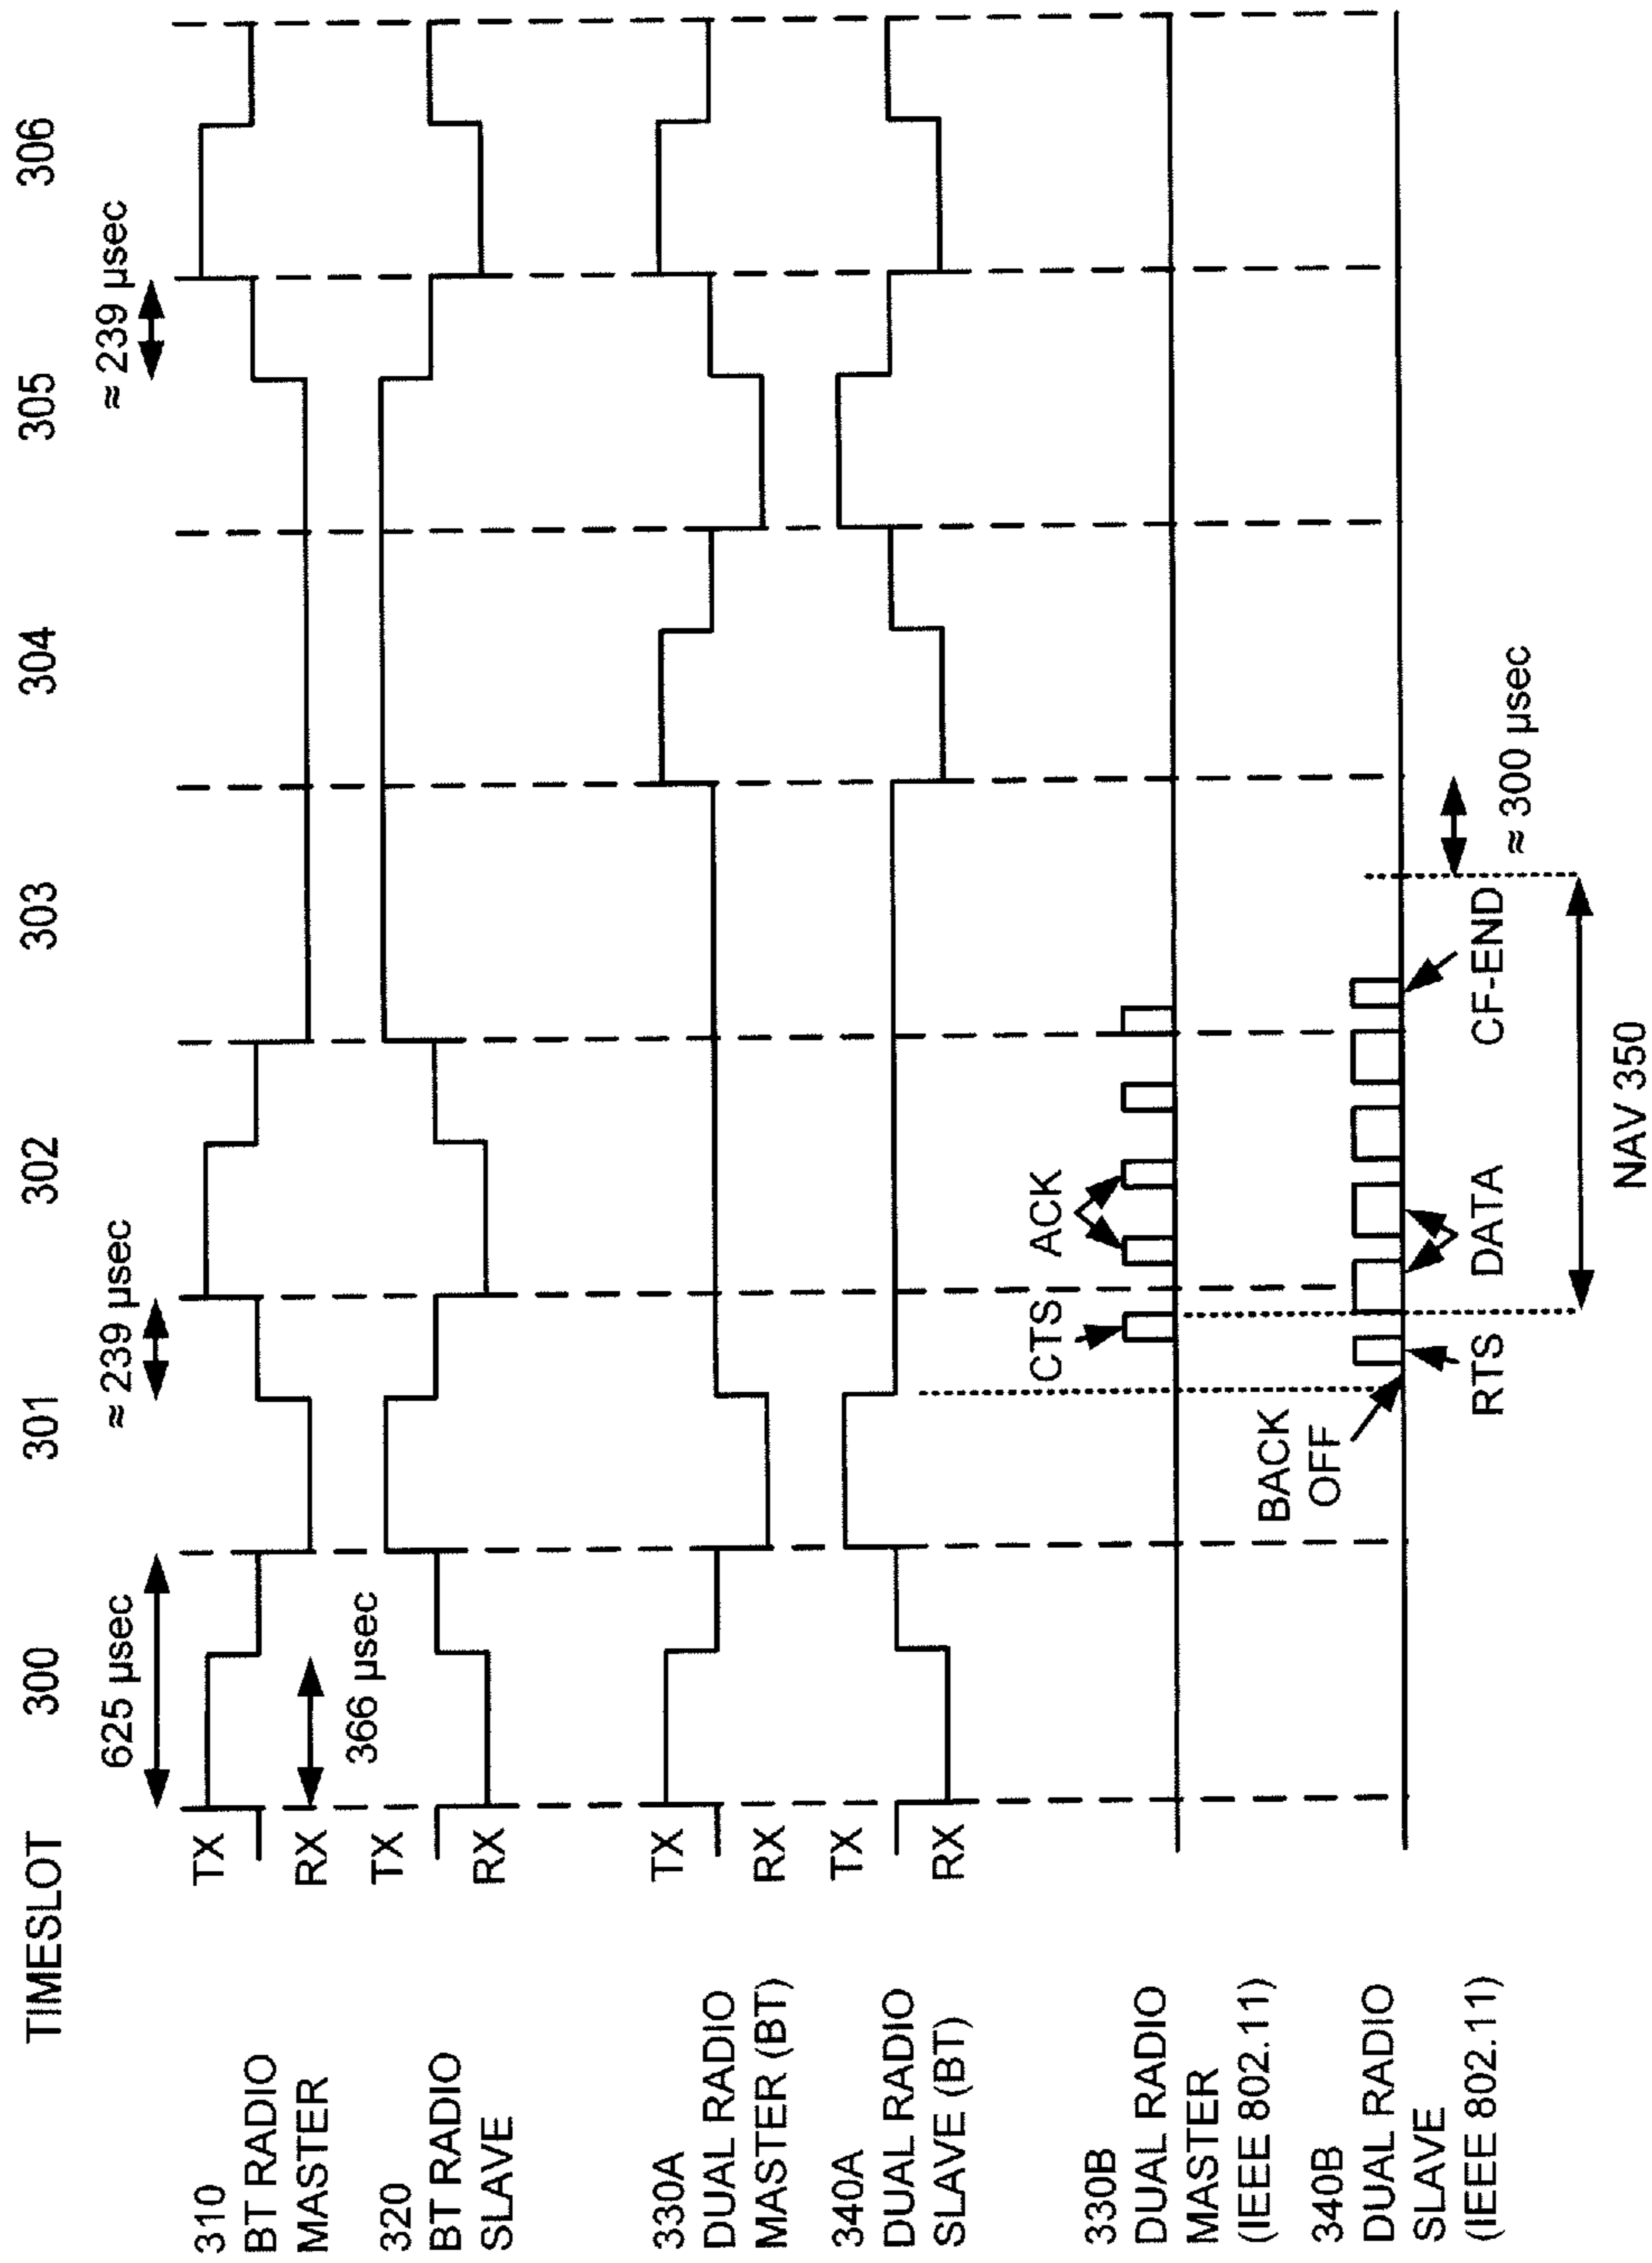 TIMESLOT
300
301
302
303
304
305
306
625 µsec
≈ 239 µsec
≈ 239 µsec
366 µsec
310
BT RADIO
MASTER
TX
RX
320
BT RADIO
SLAVE
TX
RX
330A
DUAL RADIO
MASTER (BT)
TX
RX
340A
DUAL RADIO
SLAVE (BT)
TX
RX
330B
DUAL RADIO
MASTER
(IEEE 802.11)
CTS
ACK
340B
DUAL RADIO
SLAVE
(IEEE 802.11)
BACK
OFF
RTS
DATA
CF-END
≈ 300 µsec
NAV 350